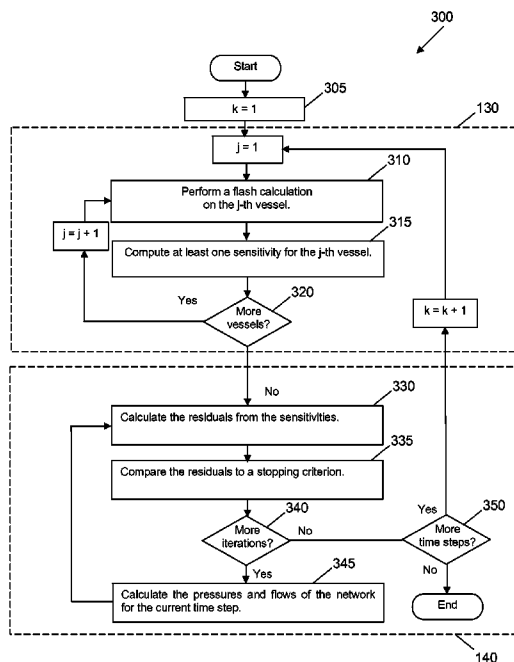 300
Start
305
k = 1
130
j = 1
310
Perform a flash calculation
on the j-th vessel.
j = j + 1
315
Compute at least one sensitivity for the j-th vessel.
Yes
320
More
vessels?
k = k + 1
No
330
Calculate the residuals from the sensitivities.
335
Compare the residuals to a stopping criterion.
340
More
iterations?
No
Yes
350
More
time steps?
Yes
345
No
Calculate the pressures and flows of the network
for the current time step.
End
140